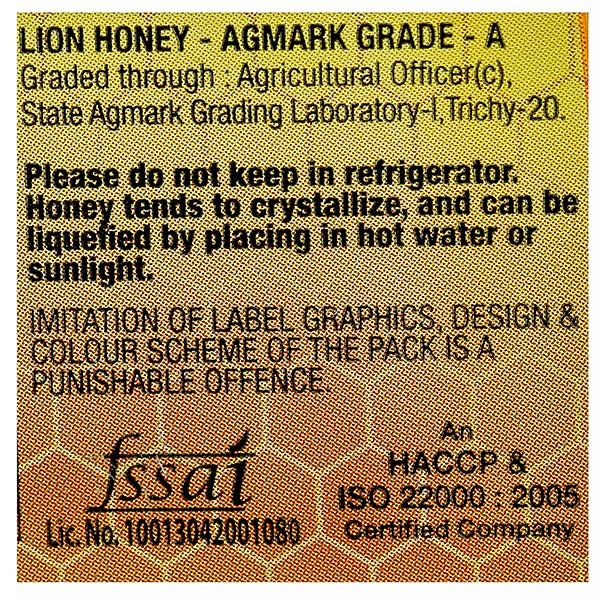 LION HONEY - AGMARK GRADE - A
Graded through : Agricultural Officer(c),
State Agmark Grading Laboratory-I, Trichy-20.
Please do not keep in refrigerator.
Honey tends to crystallize, and can be
liquefied by placing in hot water or
sunlight.
IMITATION OF LABEL GRAPHICS, DESIGN &
COLOUR SCHEME OF THE PACK IS A
PUNISHABLE OFFENCE.
fssai
Lic. No. 10013042001080
An
HACCP &
ISO 22000 : 2005
Certified Company